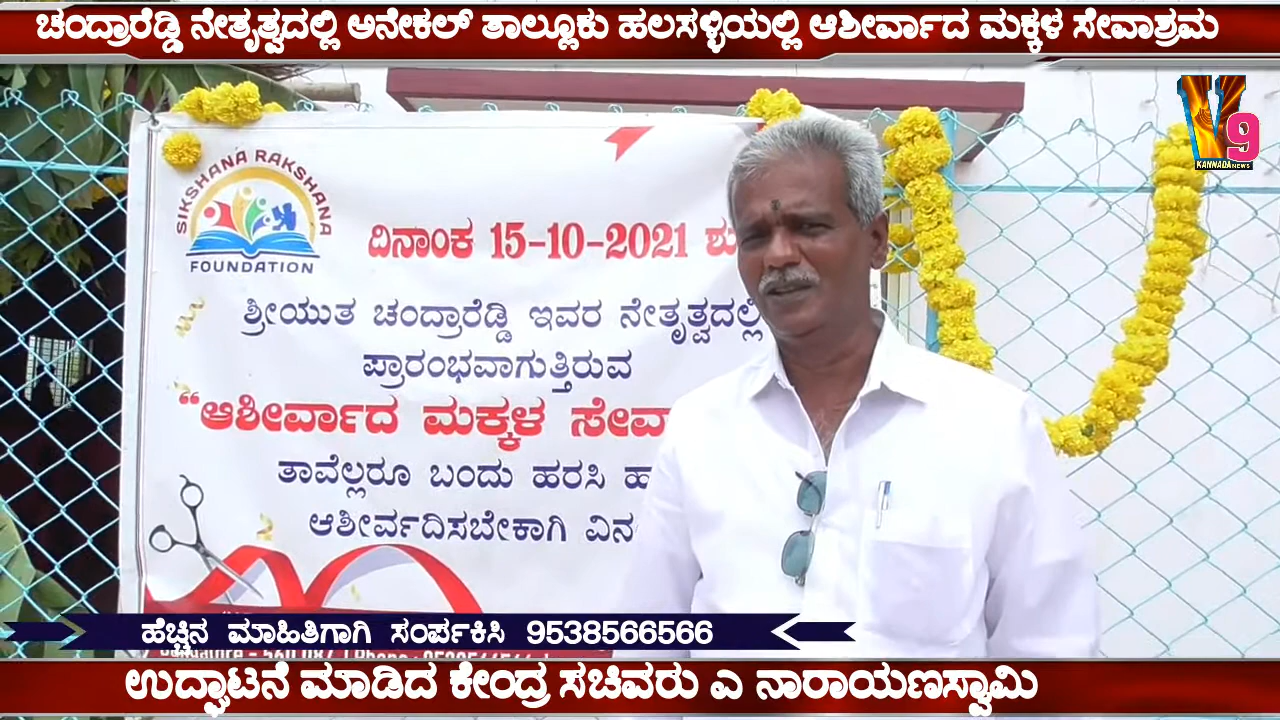 ಚಂದ್ರಾರೆಡ್ಡಿ ನೇತೃತ್ವದಲ್ಲಿ ಅನೇಕಲ್ ತಾಲ್ಲೂಕು ಹಲಸಳ್ಳಿಯಲ್ಲಿ ಆಶೀರ್ವಾದ ಮಕ್ಕಳ ಸೇವಾಶ್ರಮ
V9
KANNADA NEWS
SIKSHANA RAKSHANA
FOUNDATION
ದಿನಾಂಕ 15-10-2021 ಶು
ಶ್ರೀಯುತ ಚಂದ್ರಾರೆಡ್ಡಿ ಇವರ ನೇತೃತ್ವದಲ್ಲಿ
ಪ್ರಾರಂಭವಾಗುತ್ತಿರುವ
“ಆಶೀರ್ವಾದ ಮಕ್ಕಳ ಸೇವಾ
ತಾವೆಲ್ಲರೂ ಬಂದು ಹರಸಿ ಹ
ಆಶೀರ್ವದಿಸಬೇಕಾಗಿ ವಿನ
ಹೆಚ್ಚಿನ ಮಾಹಿತಿಗಾಗಿ ಸಂರ್ಪಕಿಸಿ 9538566566
ಉದ್ಘಾಟನೆ ಮಾಡಿದ ಕೇಂದ್ರ ಸಚಿವರು ಎ ನಾರಾಯಣಸ್ವಾಮಿ